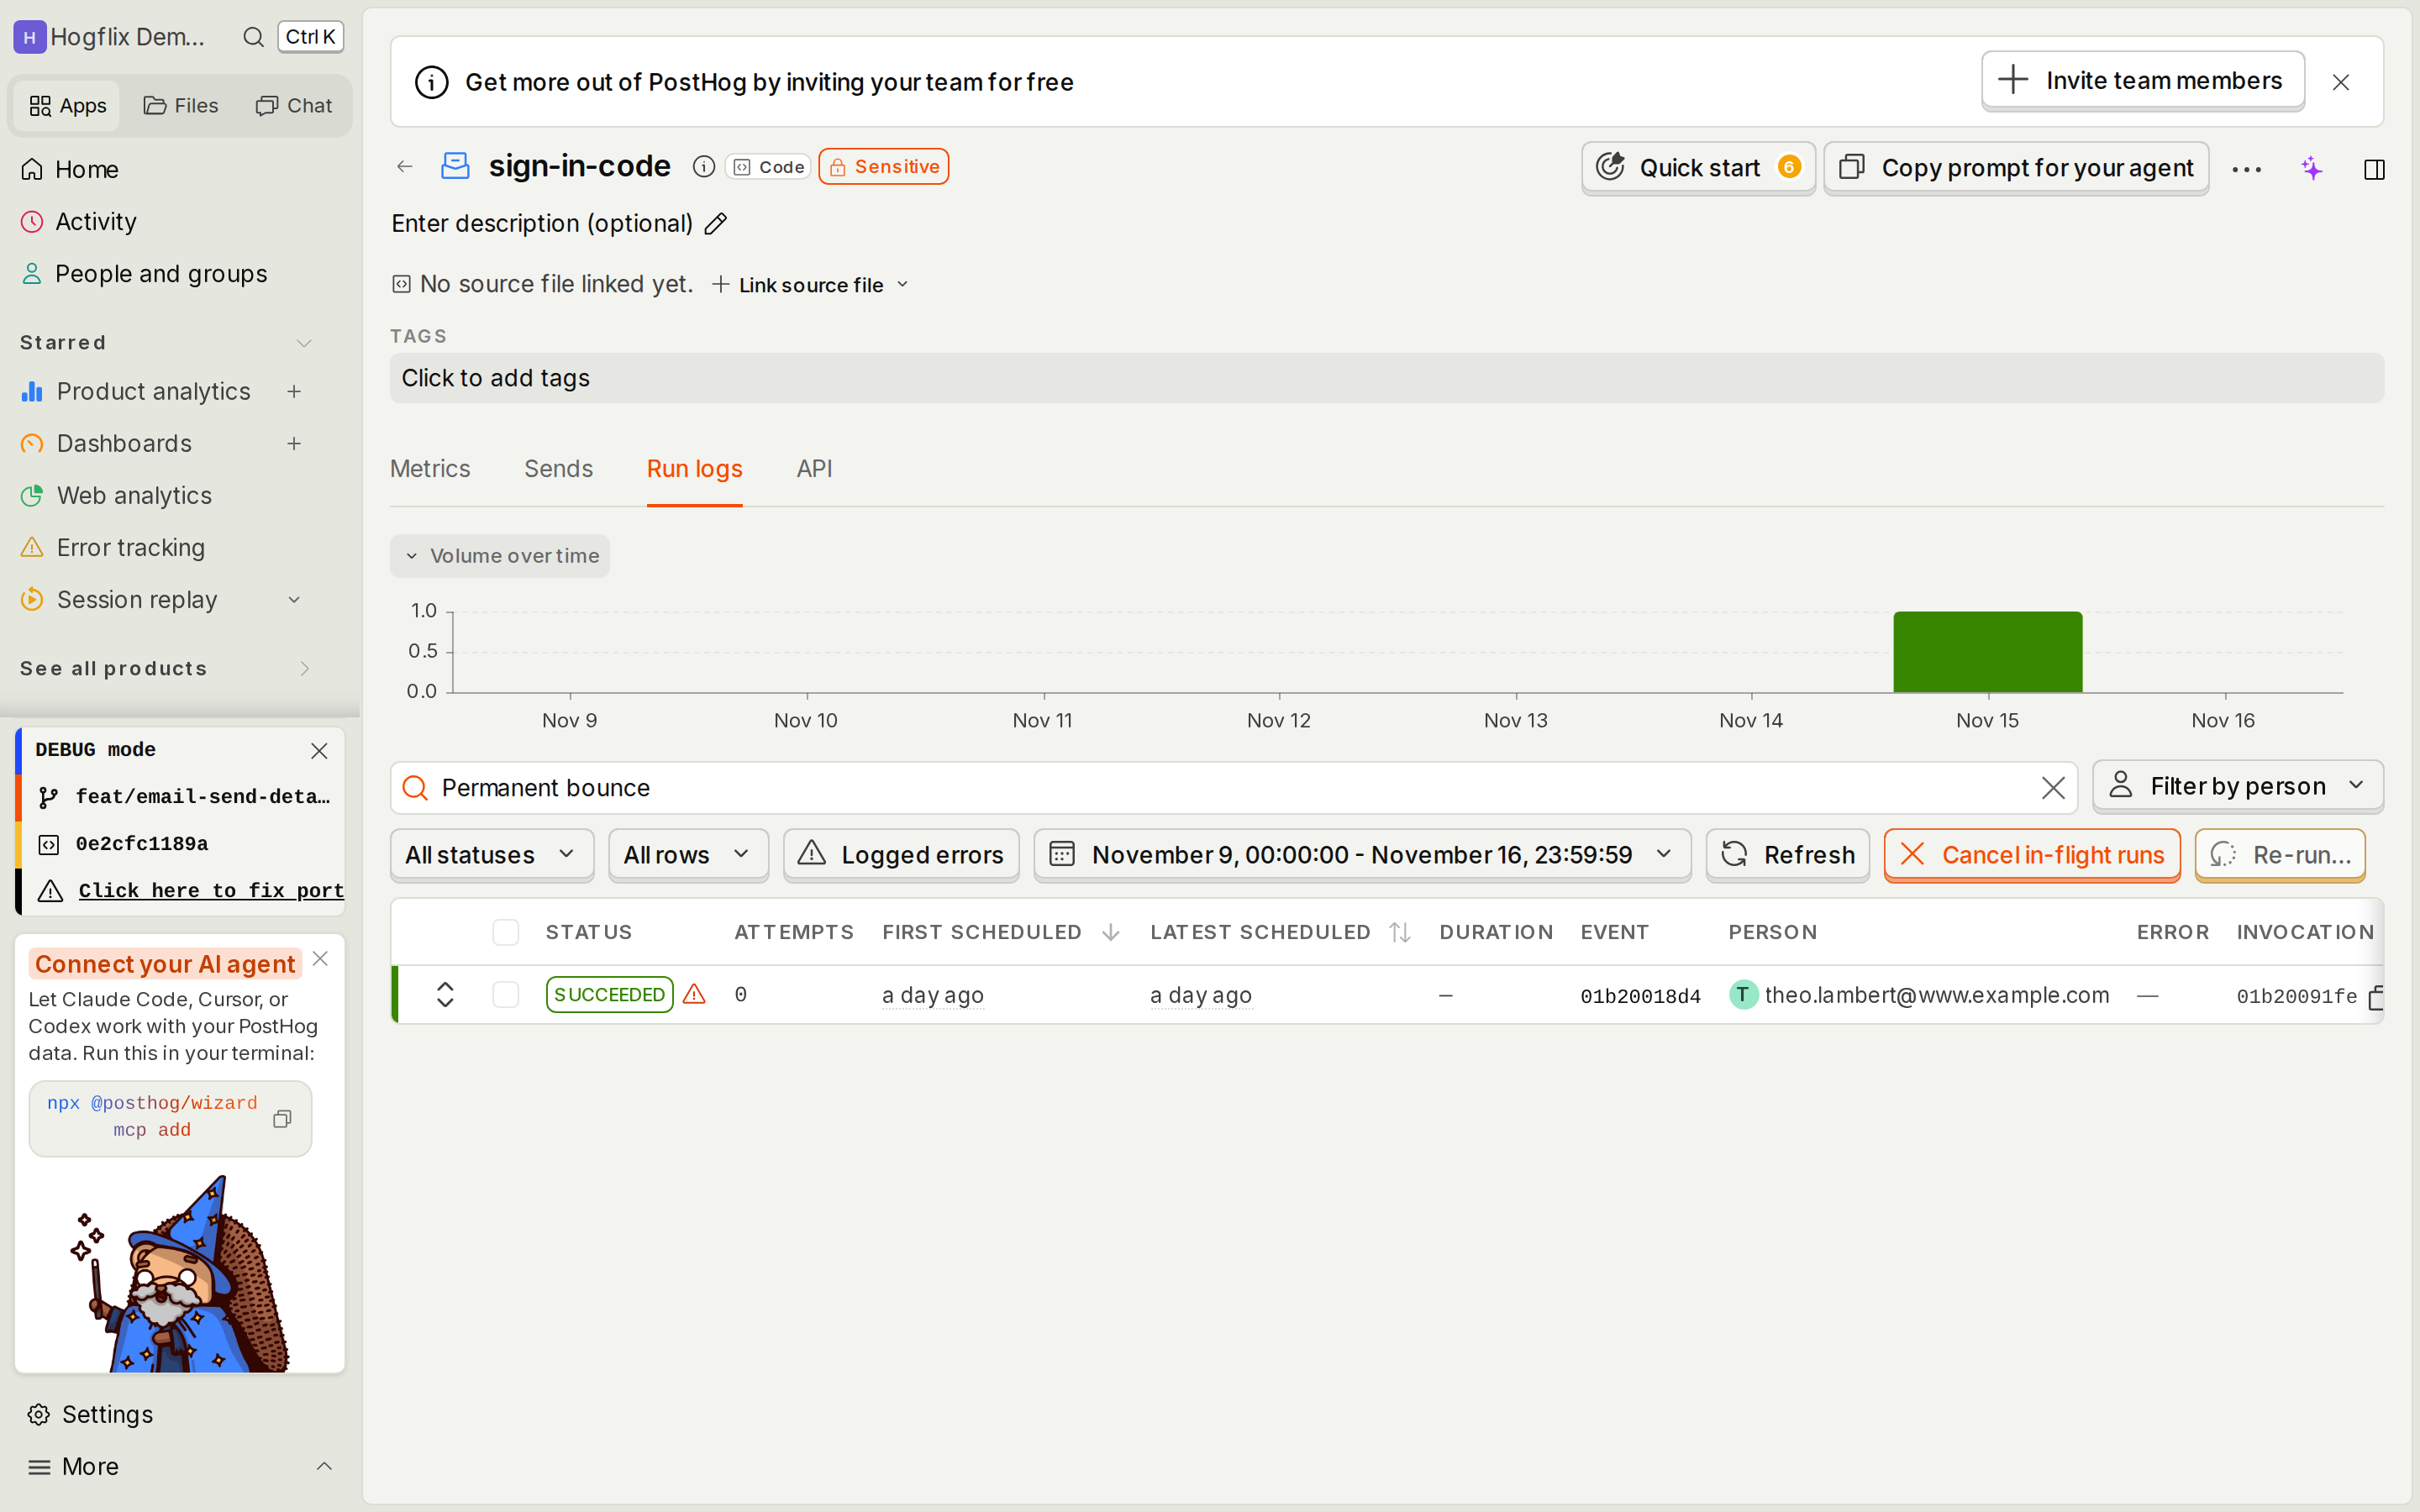 H Hogflix Dem... Ctrl K
Apps Files Chat
Home
Activity
People and groups
Starred
Product analytics
Dashboards
Web analytics
Error tracking
Session replay
See all products
DEBUG mode
feat/email-send-deta...
0e2cfc1189a
Click here to fix port
Connect your AI agent
Let Claude Code, Cursor, or
Codex work with your PostHog
data. Run this in your terminal:
npx @posthog/wizard
mcp add
Settings
More
Get more out of PostHog by inviting your team for free
Invite team members
sign-in-code Code Sensitive
Quick start 6 Copy prompt for your agent
Enter description (optional)
No source file linked yet. Link source file
TAGS
Click to add tags
Metrics Sends Run logs API
Volume over time
1.0
0.5
0.0
Nov 9 Nov 10 Nov 11 Nov 12 Nov 13 Nov 14 Nov 15 Nov 16
Permanent bounce Filter by person
All statuses All rows Logged errors November 9, 00:00:00 - November 16, 23:59:59 Refresh Cancel in-flight runs Re-run...
STATUS ATTEMPTS FIRST SCHEDULED LATEST SCHEDULED DURATION EVENT PERSON ERROR INVOCATION
SUCCEEDED 0 a day ago a day ago – 01b20018d4 T theo.lambert@www.example.com — 01b20091fe